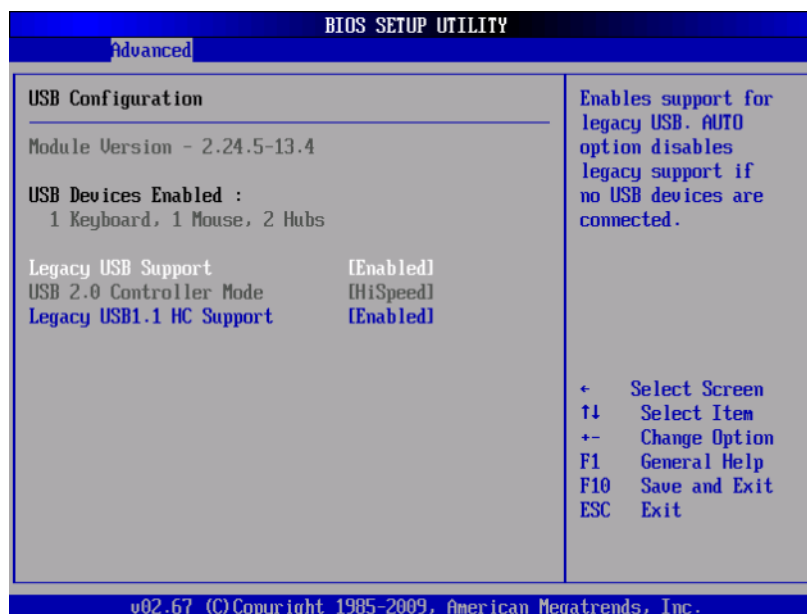 BIOS SETUP UTILITY
Advanced
USB Configuration
Module Version - 2.24.5-13.4
USB Devices Enabled :
1 Keyboard, 1 Mouse, 2 Hubs
Legacy USB Support [Enabled]
USB 2.0 Controller Mode [HiSpeed]
Legacy USB1.1 HC Support [Enabled]
Enables support for
legacy USB. AUTO
option disables
legacy support if
no USB devices are
connected.
← Select Screen
↑↓ Select Item
+- Change Option
F1 General Help
F10 Save and Exit
ESC Exit
v02.67 (C)Copyright 1985-2009, American Megatrends, Inc.